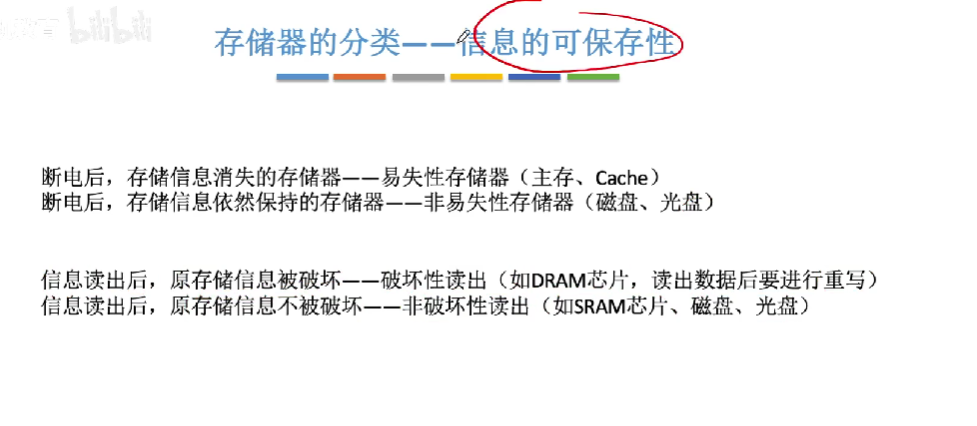 bilibili
存储器的分类——信息的可保存性
断电后，存储信息消失的存储器——易失性存储器（主存、Cache）
断电后，存储信息依然保持的存储器——非易失性存储器（磁盘、光盘）
信息读出后，原存储信息被破坏——破坏性读出（如DRAM芯片，读出数据后要进行重写）
信息读出后，原存储信息不被破坏——非破坏性读出（如SRAM芯片、磁盘、光盘）